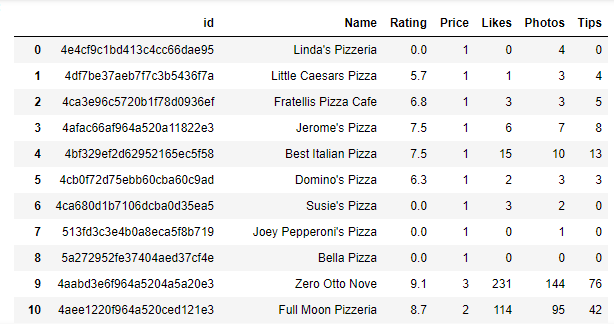 id Name Rating Price Likes Photos Tips
0 4e4cf9c1bd413c4cc66dae95 Linda's Pizzeria 0.0 1 0 4 0
1 4df7be37aeb7f7c3b5436f7a Little Caesars Pizza 5.7 1 1 3 4
2 4ca3e96c5720b1f78d0936ef Fratellis Pizza Cafe 6.8 1 3 3 5
3 4afac66af964a520a11822e3 Jerome's Pizza 7.5 1 6 7 8
4 4bf329ef2d62952165ec5f58 Best Italian Pizza 7.5 1 15 10 13
5 4cb0f72d75ebb60cba60c9ad Domino's Pizza 6.3 1 2 3 3
6 4ca680d1b7106dcba0d35ea5 Susie's Pizza 0.0 1 3 2 0
7 513fd3c3e4b0a8eca5f8b719 Joey Pepperoni's Pizza 0.0 1 0 1 0
8 5a272952fe37404aed37cf4e Bella Pizza 0.0 1 0 0 0
9 4aabd3e6f964a5204a5a20e3 Zero Otto Nove 9.1 3 231 144 76
10 4aee1220f964a520ced121e3 Full Moon Pizzeria 8.7 2 114 95 42